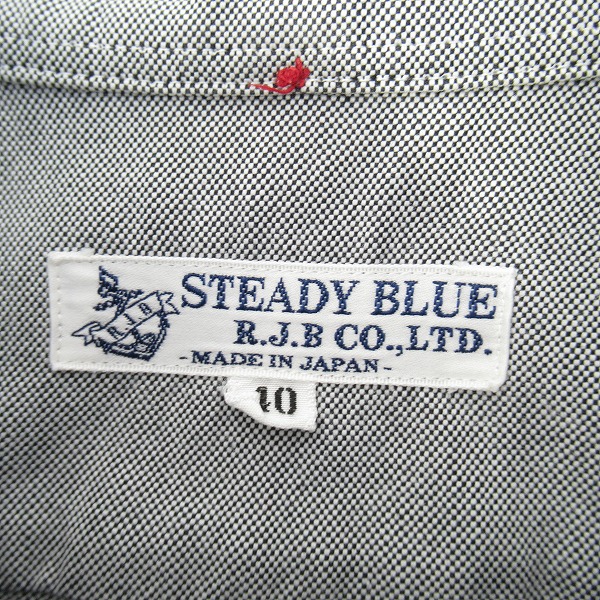 STEADY BLUE
R.J.B CO.,LTD.
-MADE IN JAPAN-
10